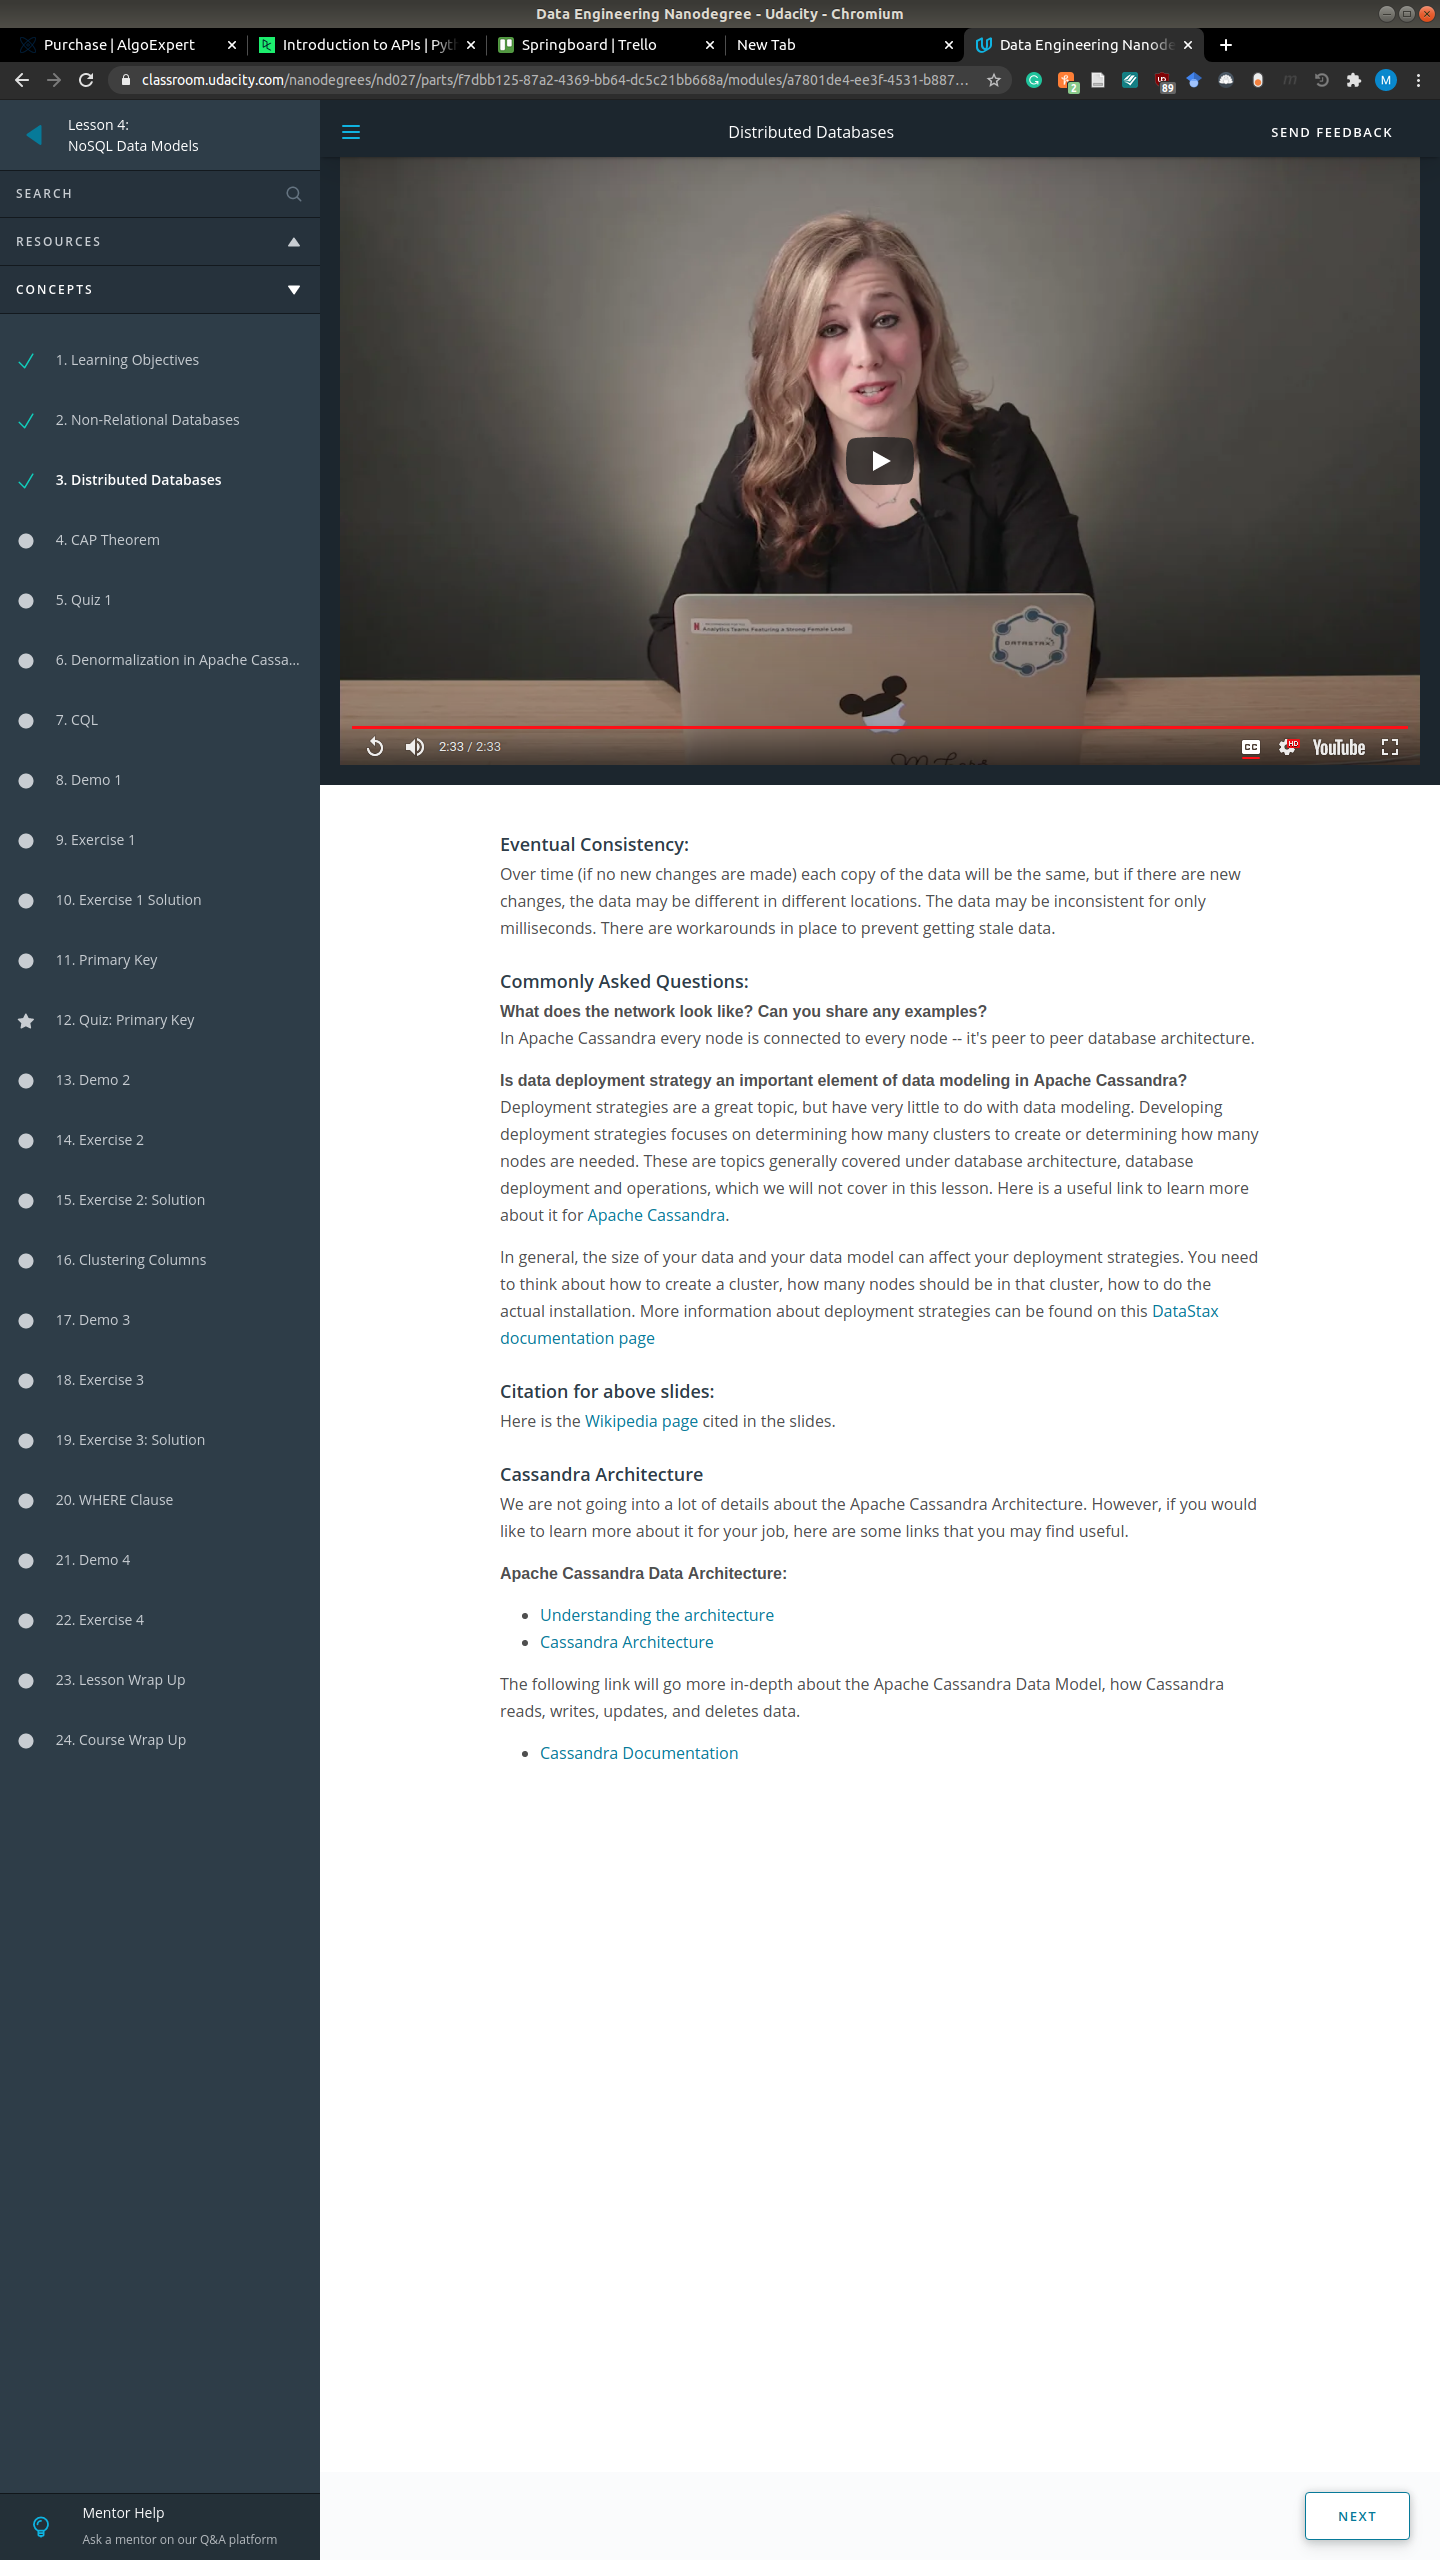 Data Engineering Nanodegree - Udacity - Chromium
Purchase | AlgoExpert
Introduction to APIs | Pyth
Springboard | Trello
New Tab
Data Engineering Nanode
classroom.udacity.com/nanodegrees/nd027/parts/f7dbb125-87a2-4369-bb64-dc5c21bb668a/modules/a7801de4-ee3f-4531-b887...
2
89
M
Lesson 4:
NoSQL Data Models
Distributed Databases
SEND FEEDBACK
SEARCH
RESOURCES
CONCEPTS
1. Learning Objectives
2. Non-Relational Databases
3. Distributed Databases
4. CAP Theorem
5. Quiz 1
6. Denormalization in Apache Cassa...
7. CQL
8. Demo 1
9. Exercise 1
10. Exercise 1 Solution
11. Primary Key
12. Quiz: Primary Key
13. Demo 2
14. Exercise 2
15. Exercise 2: Solution
16. Clustering Columns
17. Demo 3
18. Exercise 3
19. Exercise 3: Solution
20. WHERE Clause
21. Demo 4
22. Exercise 4
23. Lesson Wrap Up
24. Course Wrap Up
Mentor Help
Ask a mentor on our Q&A platform
N
Analytics Teams Featuring a Strong Female Lead
DATASTAX
2:33 / 2:33
CC
HD
YouTube
Eventual Consistency:
Over time (if no new changes are made) each copy of the data will be the same, but if there are new
changes, the data may be different in different locations. The data may be inconsistent for only
milliseconds. There are workarounds in place to prevent getting stale data.
Commonly Asked Questions:
What does the network look like? Can you share any examples?
In Apache Cassandra every node is connected to every node -- it's peer to peer database architecture.
Is data deployment strategy an important element of data modeling in Apache Cassandra?
Deployment strategies are a great topic, but have very little to do with data modeling. Developing
deployment strategies focuses on determining how many clusters to create or determining how many
nodes are needed. These are topics generally covered under database architecture, database
deployment and operations, which we will not cover in this lesson. Here is a useful link to learn more
about it for Apache Cassandra.
In general, the size of your data and your data model can affect your deployment strategies. You need
to think about how to create a cluster, how many nodes should be in that cluster, how to do the
actual installation. More information about deployment strategies can be found on this DataStax
documentation page
Citation for above slides:
Here is the Wikipedia page cited in the slides.
Cassandra Architecture
We are not going into a lot of details about the Apache Cassandra Architecture. However, if you would
like to learn more about it for your job, here are some links that you may find useful.
Apache Cassandra Data Architecture:
Understanding the architecture
Cassandra Architecture
The following link will go more in-depth about the Apache Cassandra Data Model, how Cassandra
reads, writes, updates, and deletes data.
Cassandra Documentation
NEXT